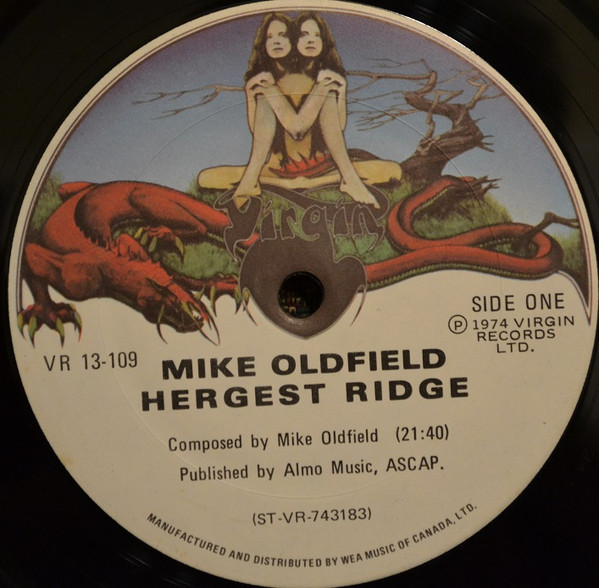 Virgin
SIDE ONE
Ⓟ 1974 VIRGIN
RECORDS
LTD.
VR 13-109
MIKE OLDFIELD
HERGEST RIDGE
Composed by Mike Oldfield (21:40)
Published by Almo Music, ASCAP.
(ST-VR-743183)
MANUFACTURED AND DISTRIBUTED BY WEA MUSIC OF CANADA, LTD.